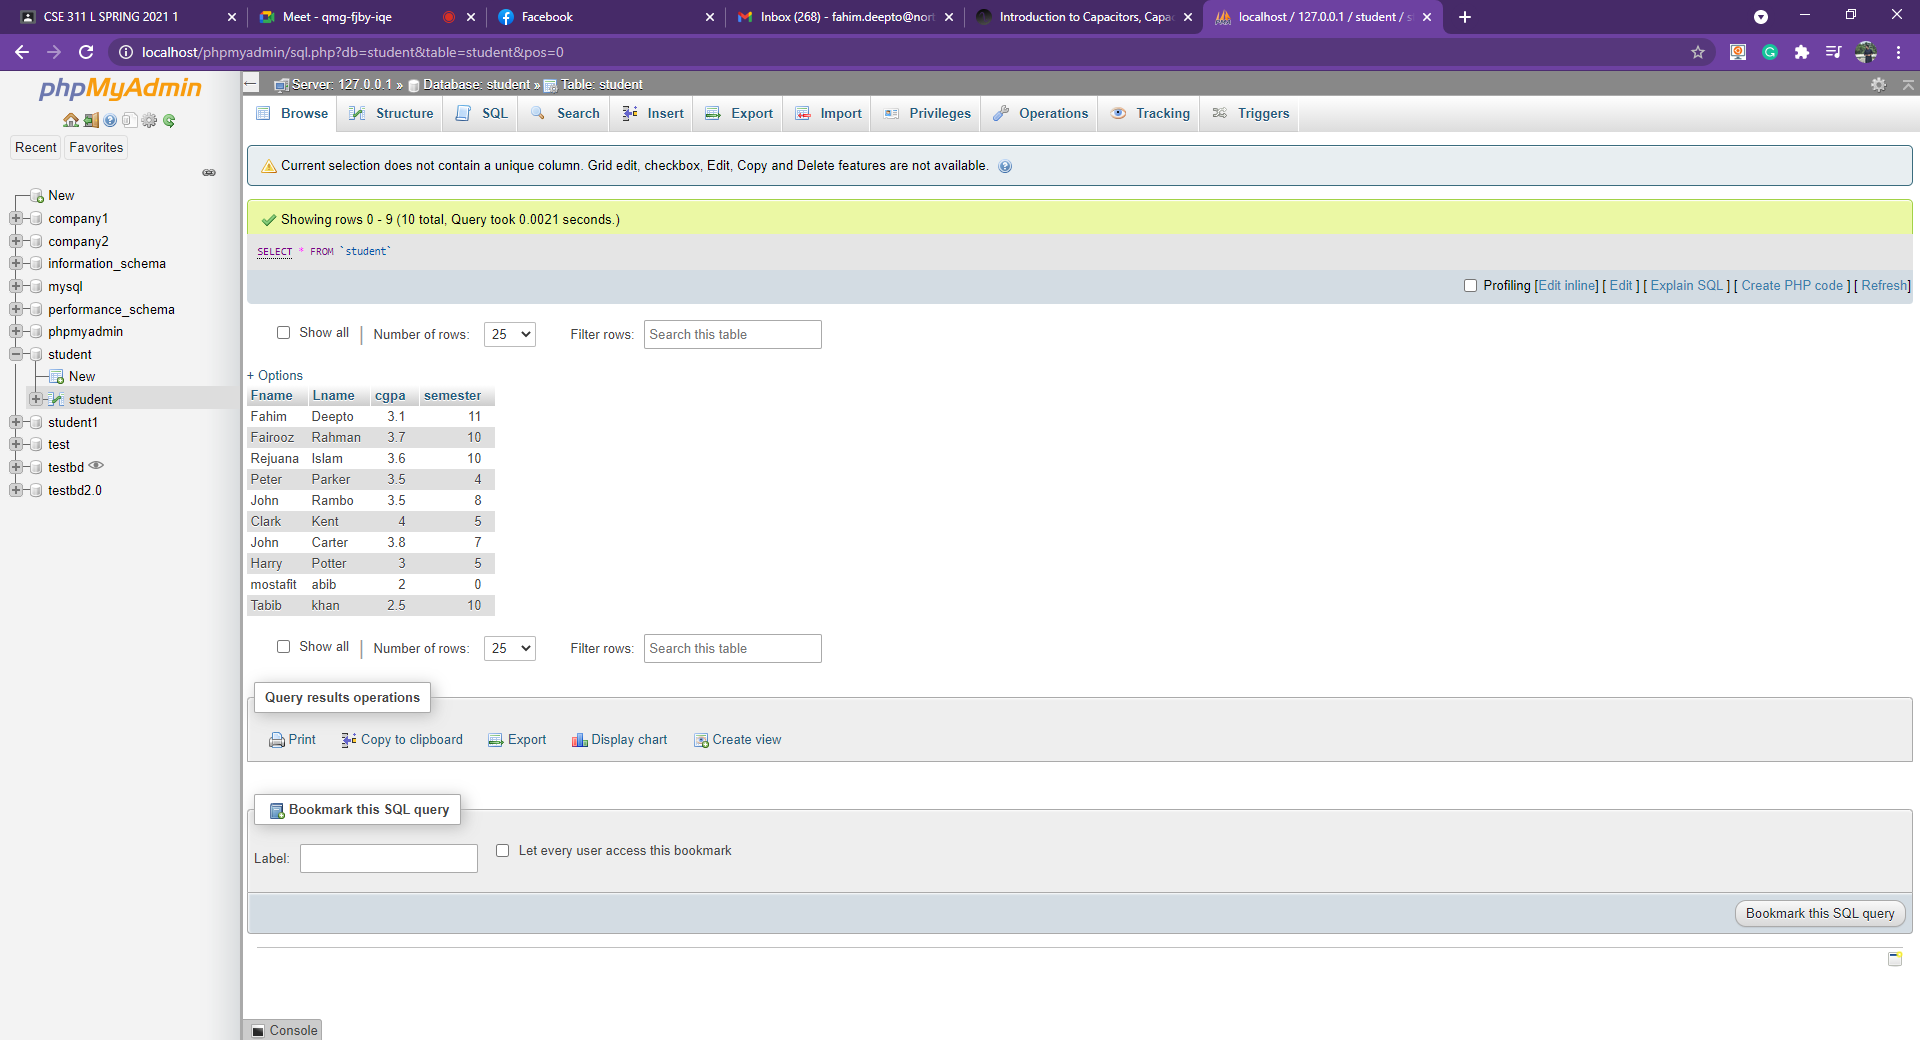 CSE 311 L SPRING 2021 1
Meet - qmg-fjby-iqe
Facebook
Inbox (268) - fahim.deepto@nort
Introduction to Capacitors, Capac
localhost / 127.0.0.1 / student / s
localhost/phpmyadmin/sql.php?db=student&table=student&pos=0
phpMyAdmin
Recent Favorites
New
company1
company2
information_schema
mysql
performance_schema
phpmyadmin
student
New
student
student1
test
testbd
testbd2.0
Server: 127.0.0.1 » Database: student » Table: student
Browse Structure SQL Search Insert Export Import Privileges Operations Tracking Triggers
Current selection does not contain a unique column. Grid edit, checkbox, Edit, Copy and Delete features are not available.
Showing rows 0 - 9 (10 total, Query took 0.0021 seconds.)
SELECT * FROM `student`
Profiling [Edit inline] [ Edit ] [ Explain SQL ] [ Create PHP code ] [ Refresh]
Show all | Number of rows: 25 Filter rows: Search this table
+ Options
Fname Lname cgpa semester
Fahim Deepto 3.1 11
Fairooz Rahman 3.7 10
Rejuana Islam 3.6 10
Peter Parker 3.5 4
John Rambo 3.5 8
Clark Kent 4 5
John Carter 3.8 7
Harry Potter 3 5
mostafit abib 2 0
Tabib khan 2.5 10
Show all | Number of rows: 25 Filter rows: Search this table
Query results operations
Print Copy to clipboard Export Display chart Create view
Bookmark this SQL query
Label: Let every user access this bookmark
Bookmark this SQL query
Console